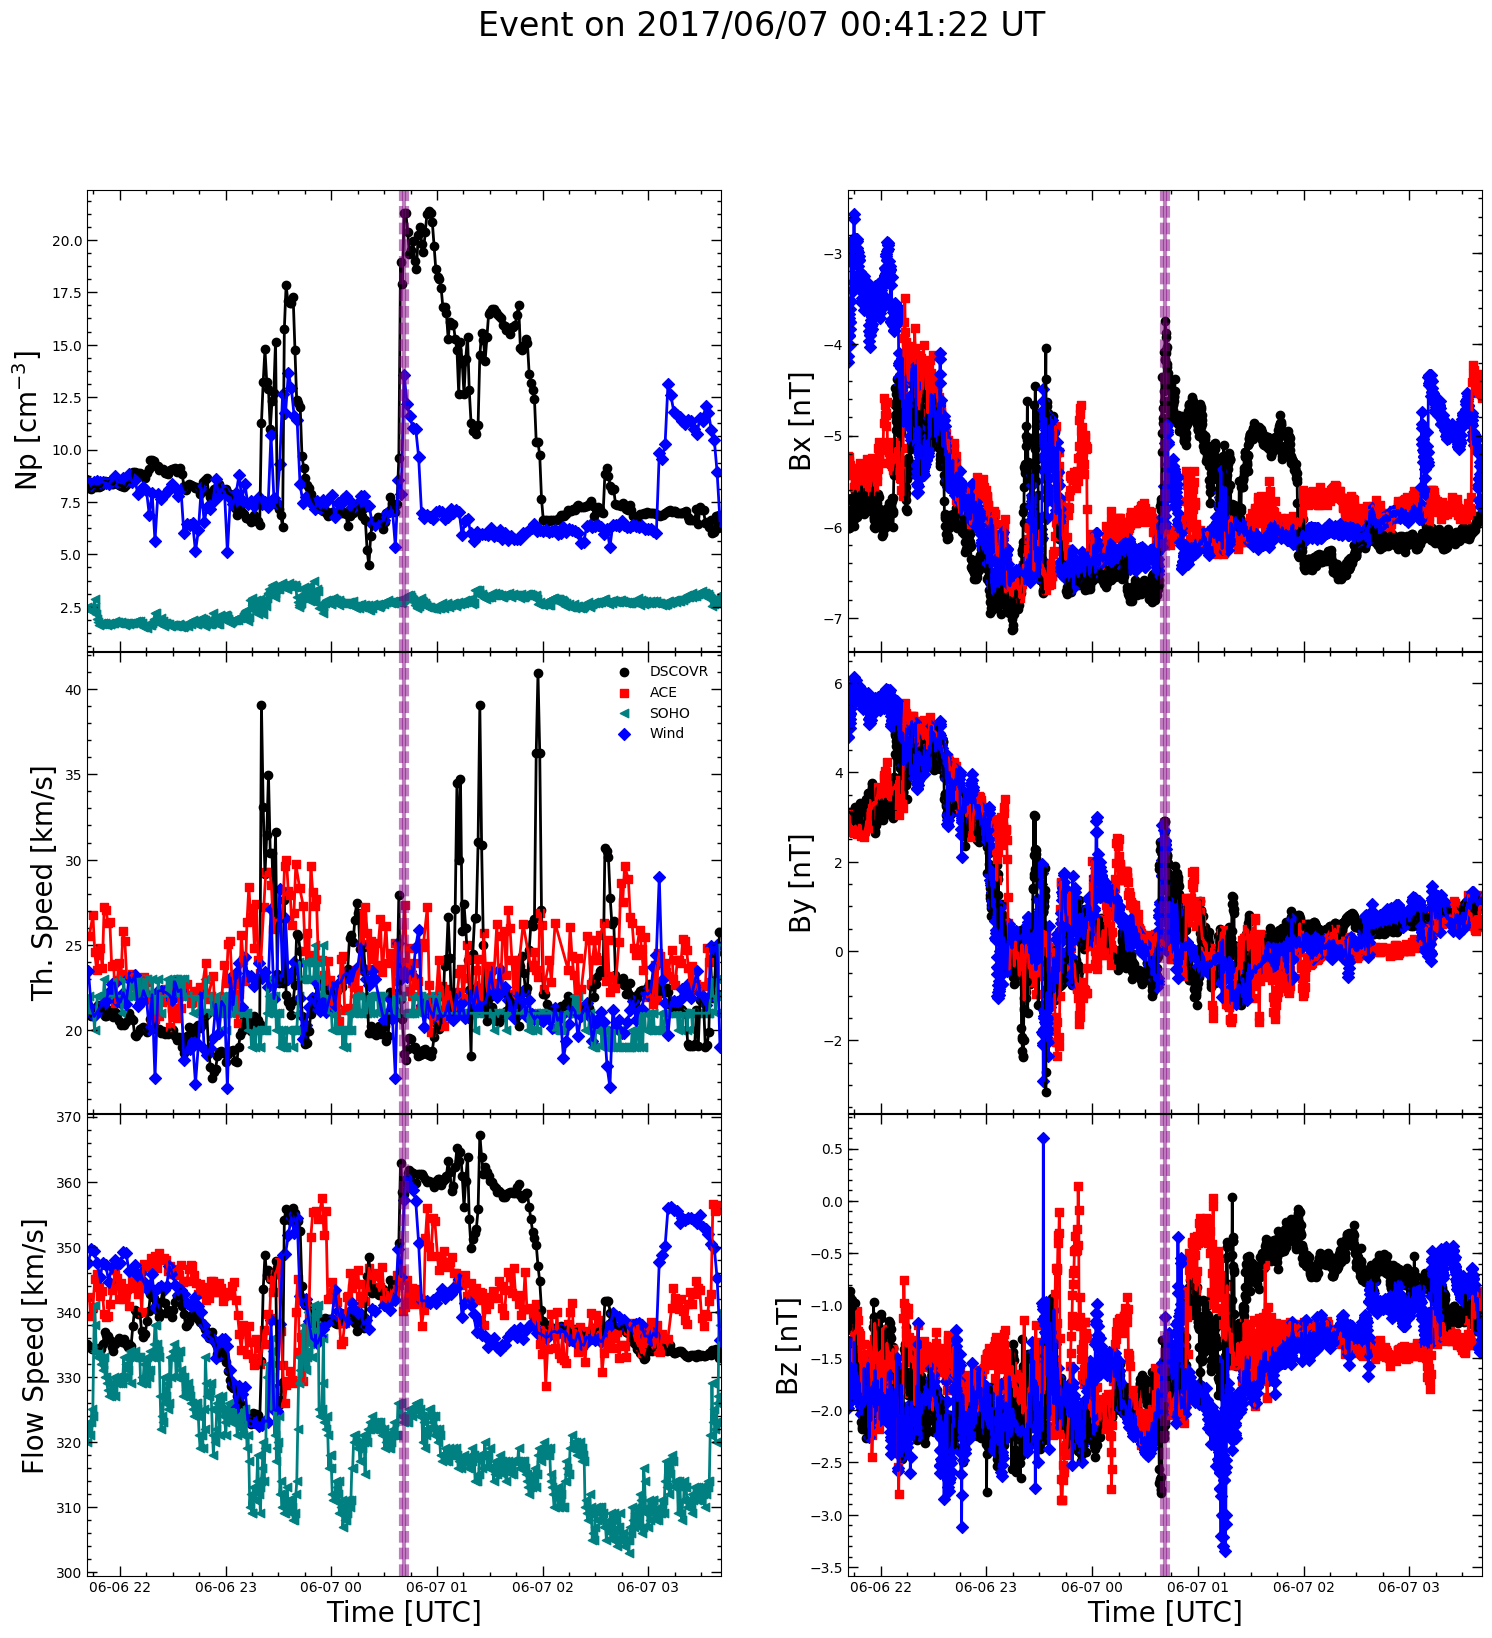 Event on 2017/06/07 00:41:22 UT
Np [cm⁻³]
20.0
17.5
15.0
12.5
10.0
7.5
5.0
2.5
Th. Speed [km/s]
40
35
30
25
20
DSCOVR
ACE
SOHO
Wind
Flow Speed [km/s]
370
360
350
340
330
320
310
300
06-06 22 06-06 23 06-07 00 06-07 01 06-07 02 06-07 03
Time [UTC]
Bx [nT]
−3
−4
−5
−6
−7
By [nT]
6
4
2
0
−2
Bz [nT]
0.5
0.0
−0.5
−1.0
−1.5
−2.0
−2.5
−3.0
−3.5
06-06 22 06-06 23 06-07 00 06-07 01 06-07 02 06-07 03
Time [UTC]